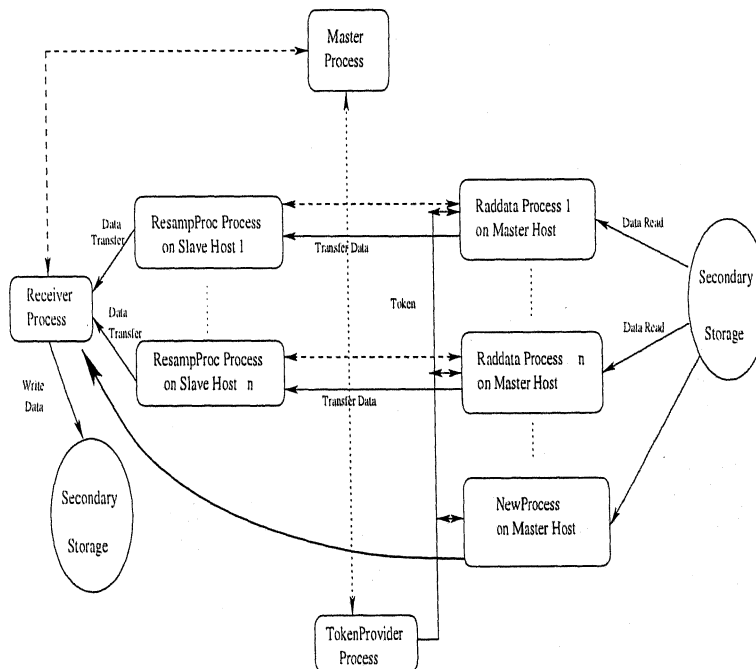 Master
Process
ResampProc Process
on Slave Host 1
Raddata Process 1
on Master Host
Data
Transfer
Transfer Data
Data Read
Secondary
Storage
Receiver
Process
Data
Transfer
Token
ResampProc Process
on Slave Host n
Raddata Process n
on Master Host
Data Read
Transfer Data
Write
Data
Secondary
Storage
NewProcess
on Master Host
TokenProvider
Process